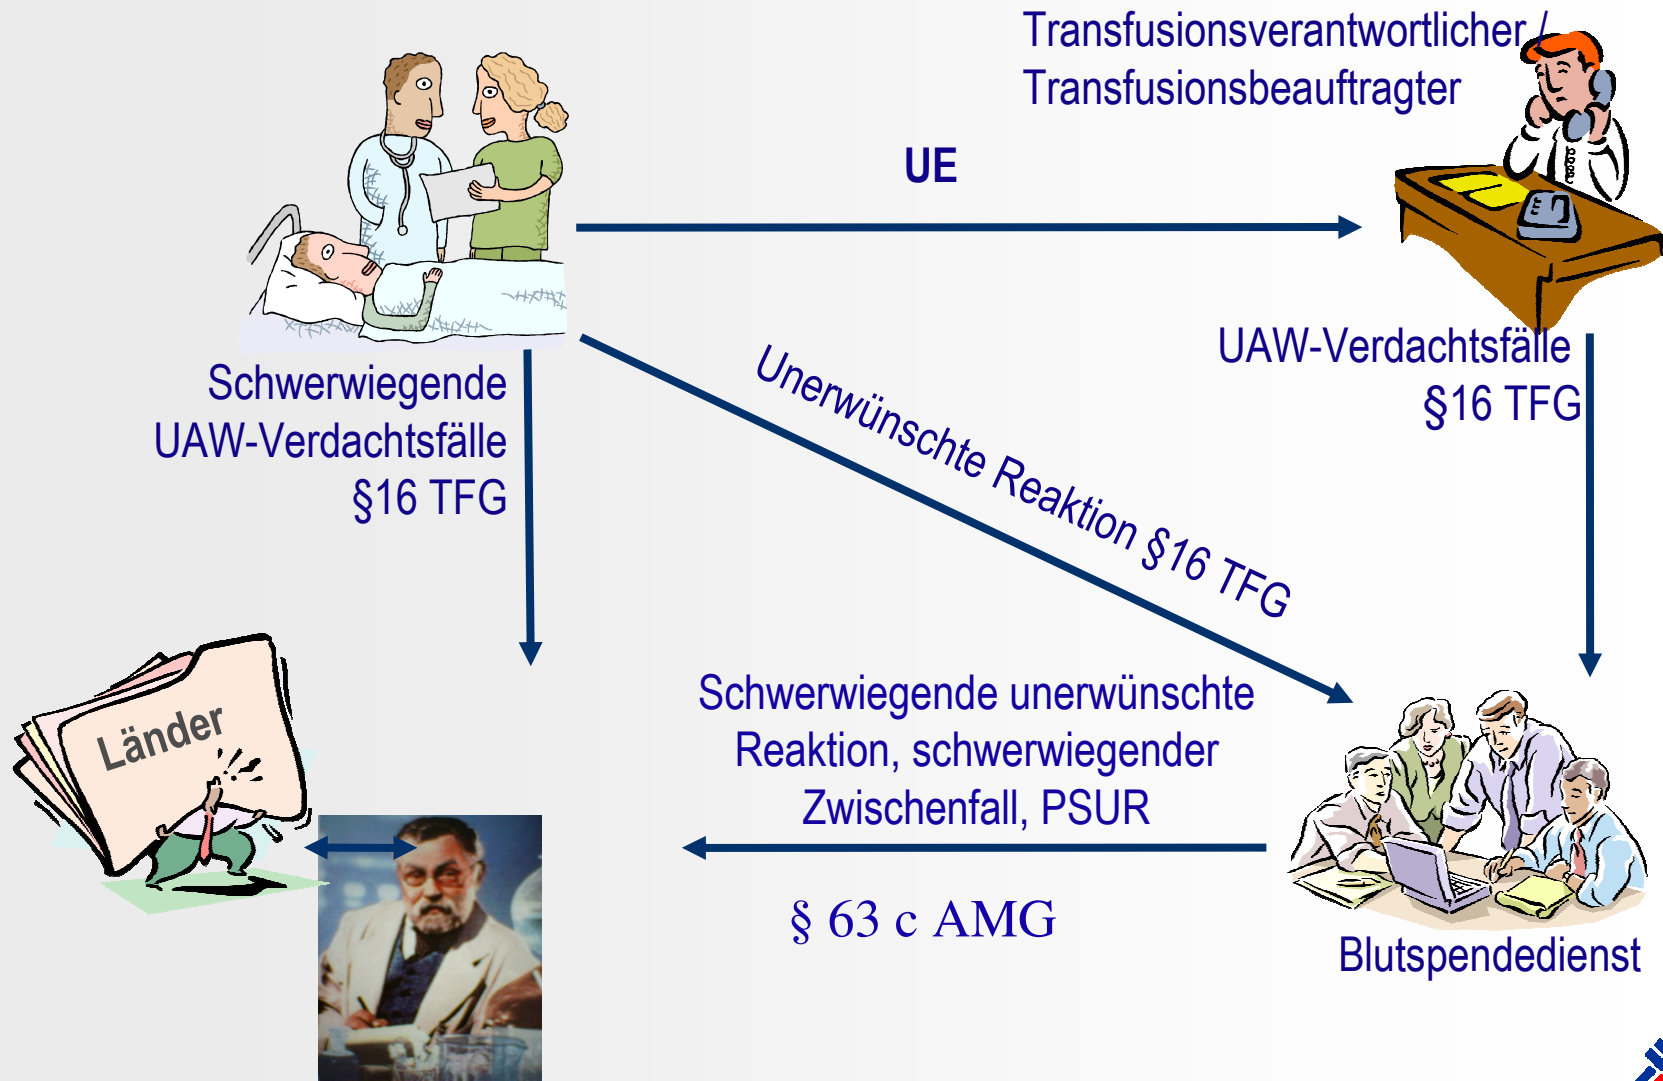 Transfusionsverantwortlicher /
Transfusionsbeauftragter
UE
UAW-Verdachtsfälle
§16 TFG
Schwerwiegende
UAW-Verdachtsfälle
§16 TFG
Unerwünschte Reaktion §16 TFG
Schwerwiegende unerwünschte
Reaktion, schwerwiegender
Zwischenfall, PSUR
Länder
§ 63 c AMG
Blutspendedienst